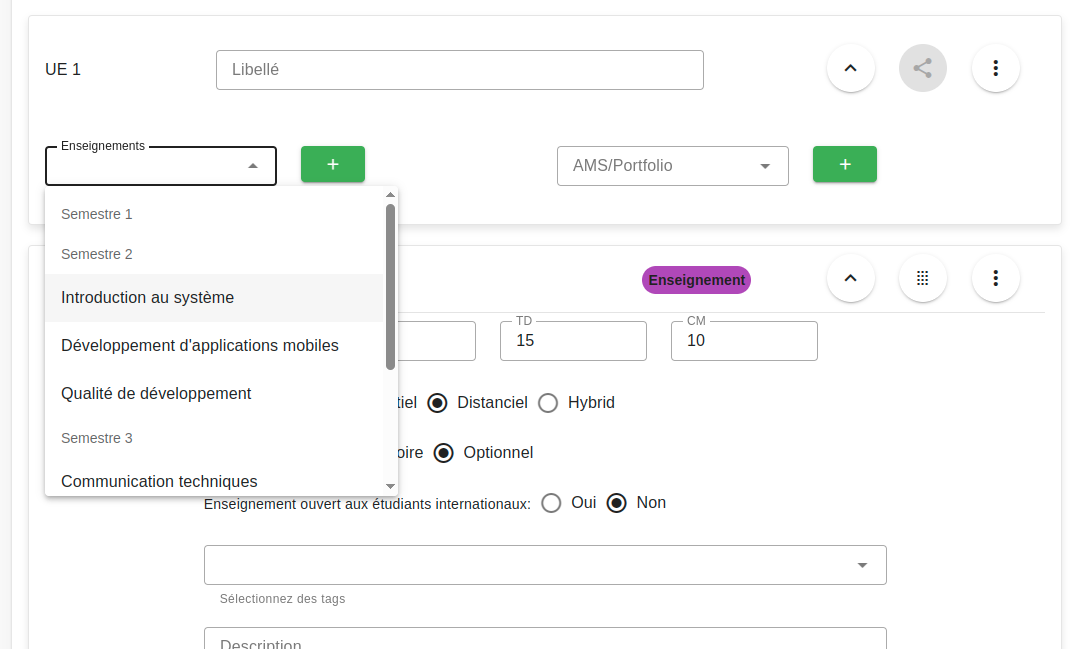 UE 1
Libellé
Enseignements
+
AMS/Portfolio
+
Semestre 1
Semestre 2
Introduction au système
Développement d'applications mobiles
Qualité de développement
Semestre 3
Communication techniques
Enseignement
TD
15
CM
10
tiel Distanciel Hybrid
oire Optionnel
Enseignement ouvert aux étudiants internationaux: Oui Non
Sélectionnez des tags
Description